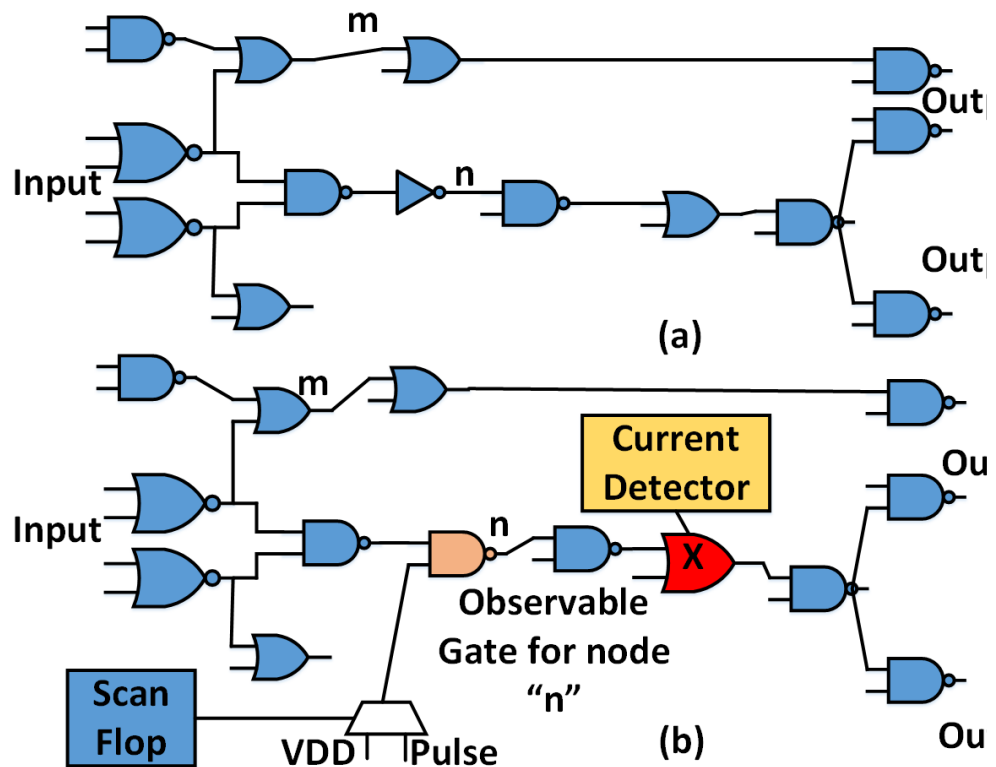 m
Outp
Input
n
Outp
(a)
m
Current
Detector
Ou
Input
n
X
Observable
Gate for node
“n”
Scan
Flop
VDD
Pulse
(b)
Ou